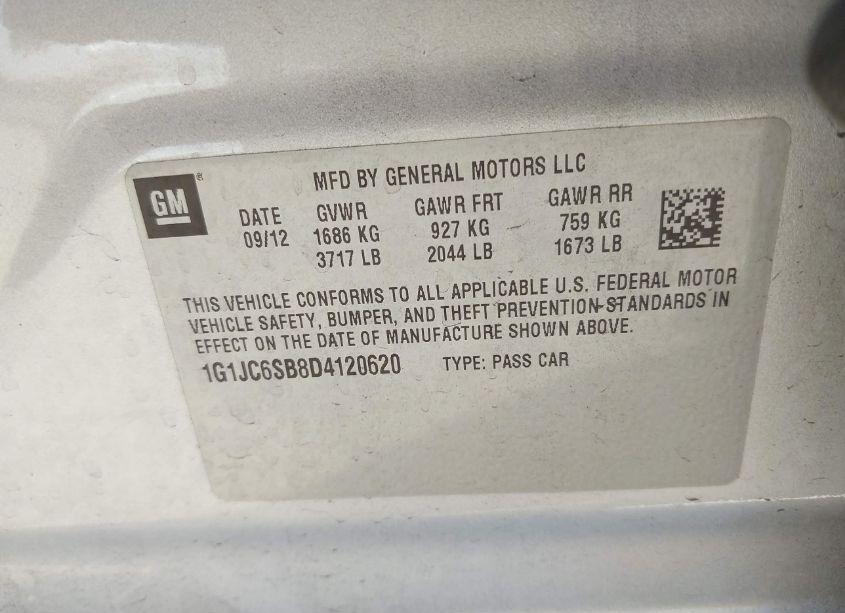 GM ®
MFD BY GENERAL MOTORS LLC
DATE GVWR GAWR FRT GAWR RR
09/12 1686 KG 927 KG 759 KG
3717 LB 2044 LB 1673 LB
THIS VEHICLE CONFORMS TO ALL APPLICABLE U.S. FEDERAL MOTOR
VEHICLE SAFETY, BUMPER, AND THEFT PREVENTION STANDARDS IN
EFFECT ON THE DATE OF MANUFACTURE SHOWN ABOVE.
1G1JC6SB8D4120620 TYPE: PASS CAR